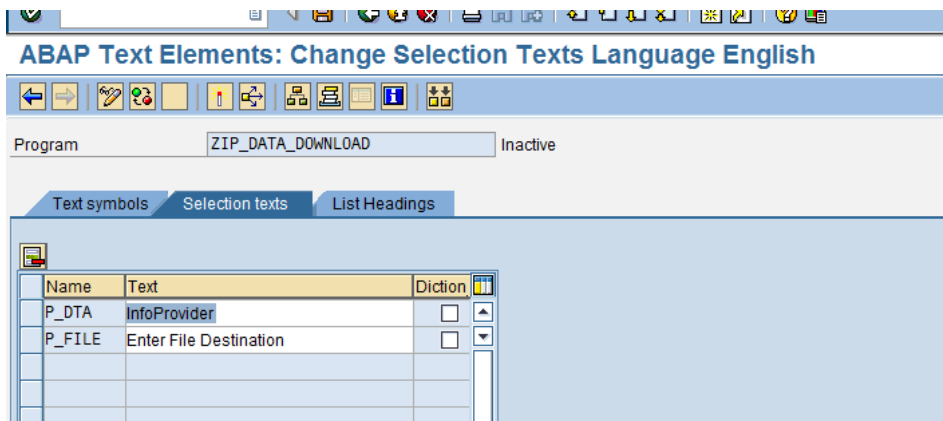 ABAP Text Elements: Change Selection Texts Language English
Program ZIP_DATA_DOWNLOAD Inactive
Text symbols Selection texts List Headings
Name Text Diction
P_DTA InfoProvider
P_FILE Enter File Destination